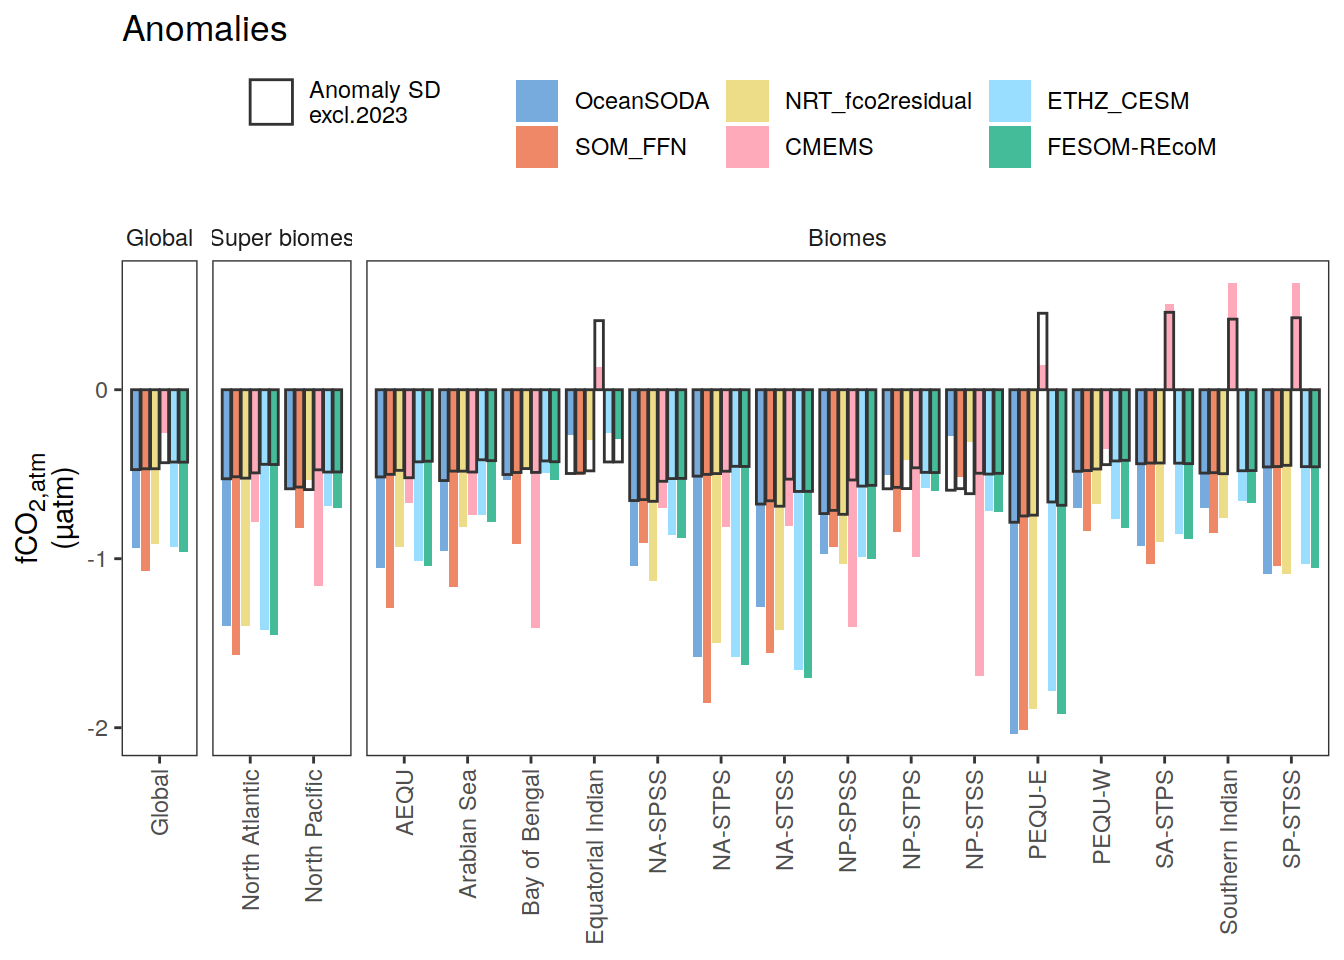 Anomalies
Anomaly SD
excl.2023
OceanSODA
NRT_fco2residual
ETHZ_CESM
SOM_FFN
CMEMS
FESOM-REcoM
Global
Super biomes
Biomes
fCO2,atm
(µatm)
0
-1
-2
Global
North Atlantic
North Pacific
AEQU
Arabian Sea
Bay of Bengal
Equatorial Indian
NA-SPSS
NA-STPS
NA-STSS
NP-SPSS
NP-STPS
NP-STSS
PEQU-E
PEQU-W
SA-STPS
Southern Indian
SP-STSS